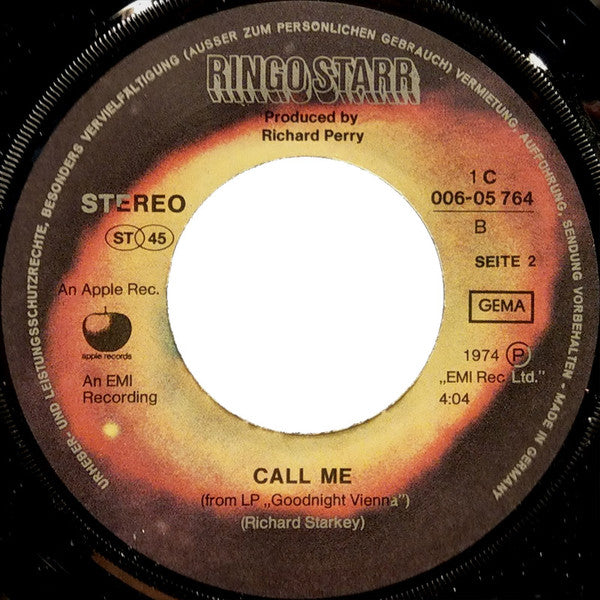 URHEBER- UND LEISTUNGSSCHUTZRECHTE, BESONDERS VERVIELFÄLTIGUNG (AUSSER ZUM PERSÖNLICHEN GEBRAUCH) VERMIETUNG, AUFFÜHRUNG, SENDUNG VORBEHALTEN - MADE IN GERMANY
RINGO STARR
Produced by
Richard Perry
STEREO
ST 45
1 C
006-05 764
B
SEITE 2
GEMA
An Apple Rec.
apple records
An EMI
Recording
1974 Ⓟ
„EMI Rec. Ltd."
4:04
CALL ME
(from LP „Goodnight Vienna")
(Richard Starkey)